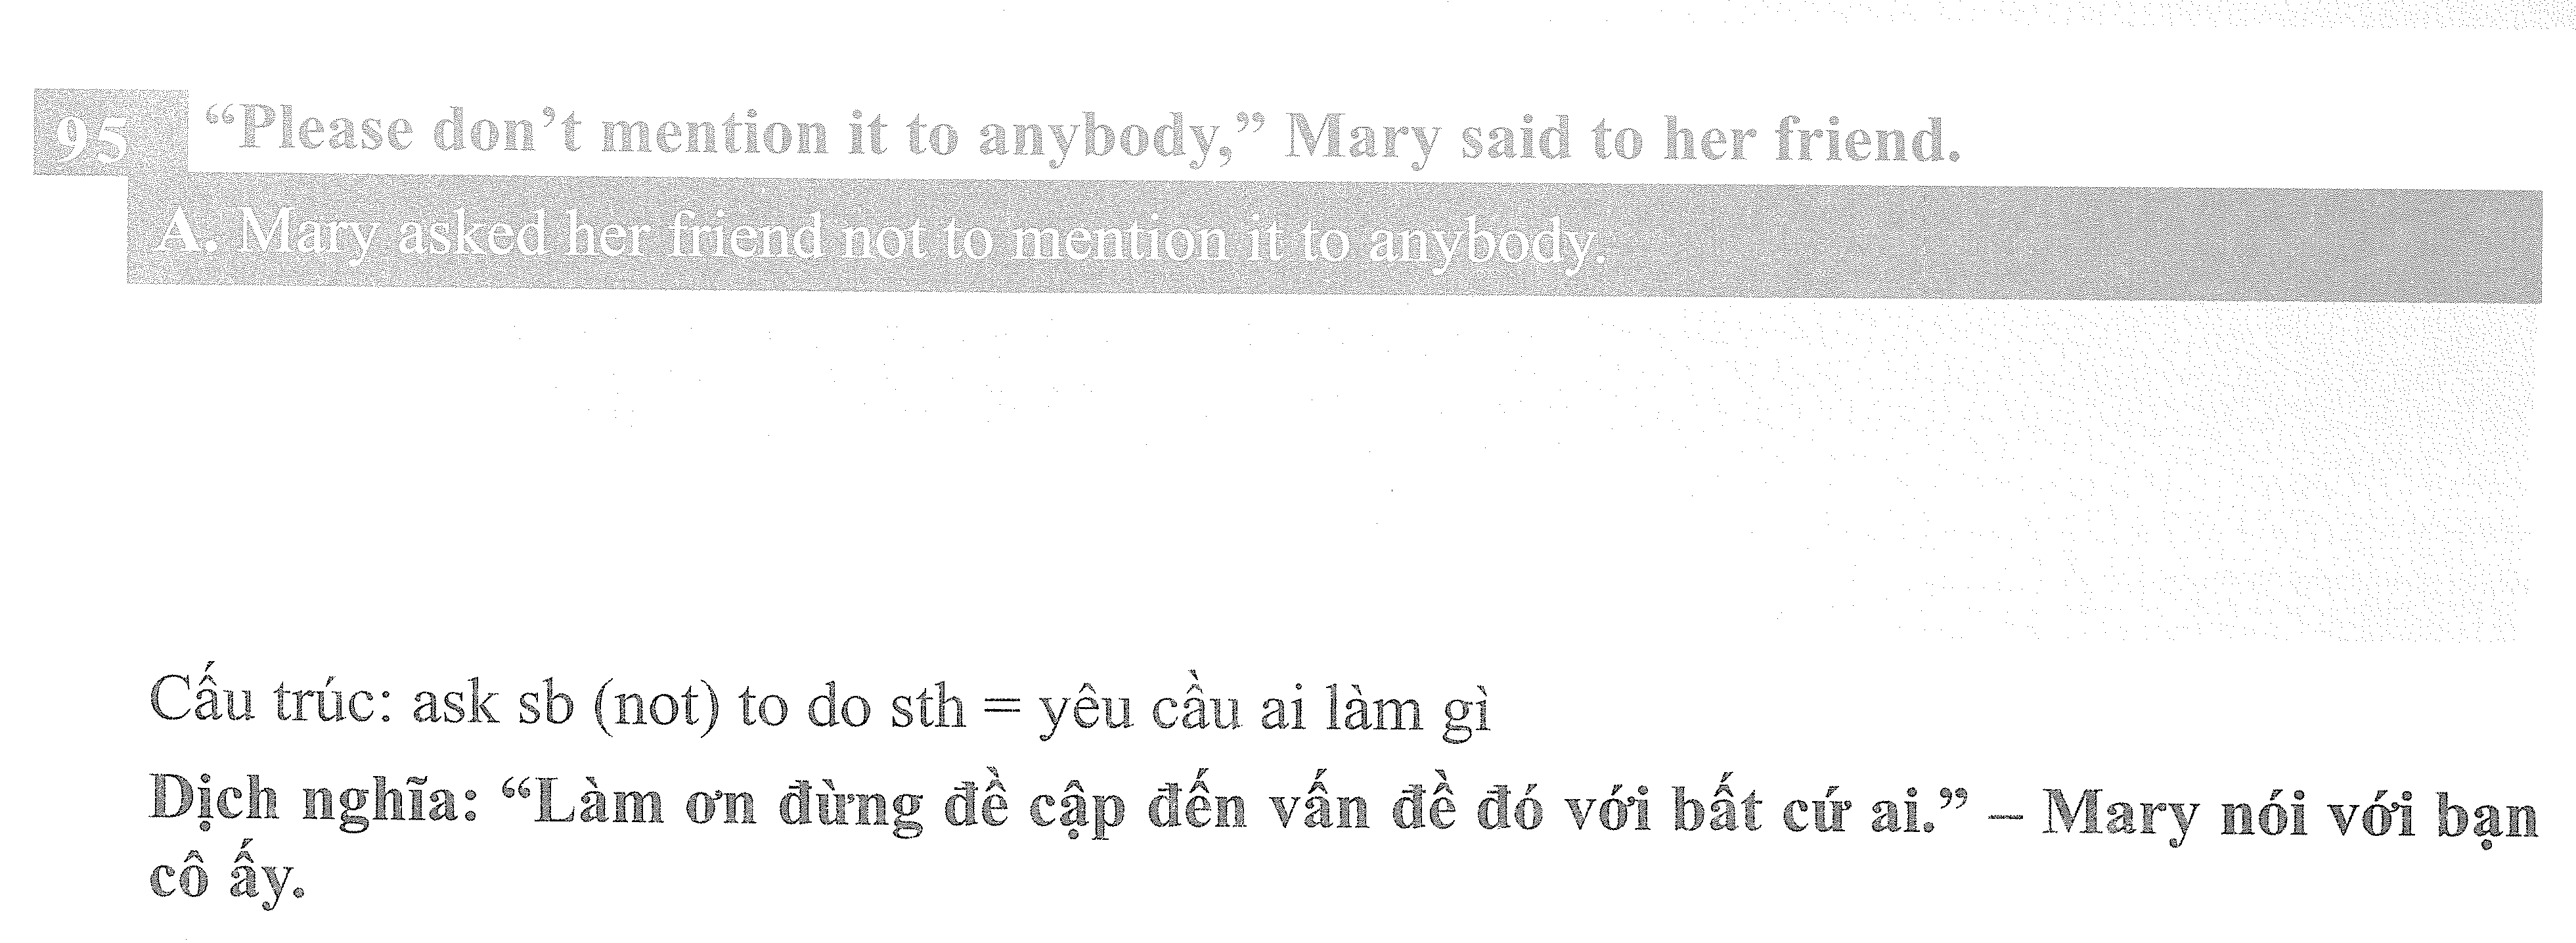 95 “Please don’t mention it to anybody,” Mary said to her friend.
A. Mary asked her friend not to mention it to anybody.
Cấu trúc: ask sb (not) to do sth = yêu cầu ai làm gì
Dịch nghĩa: “Làm ơn đừng đề cập đến vấn đề đó với bất cứ ai.” – Mary nói với bạn
cô ấy.